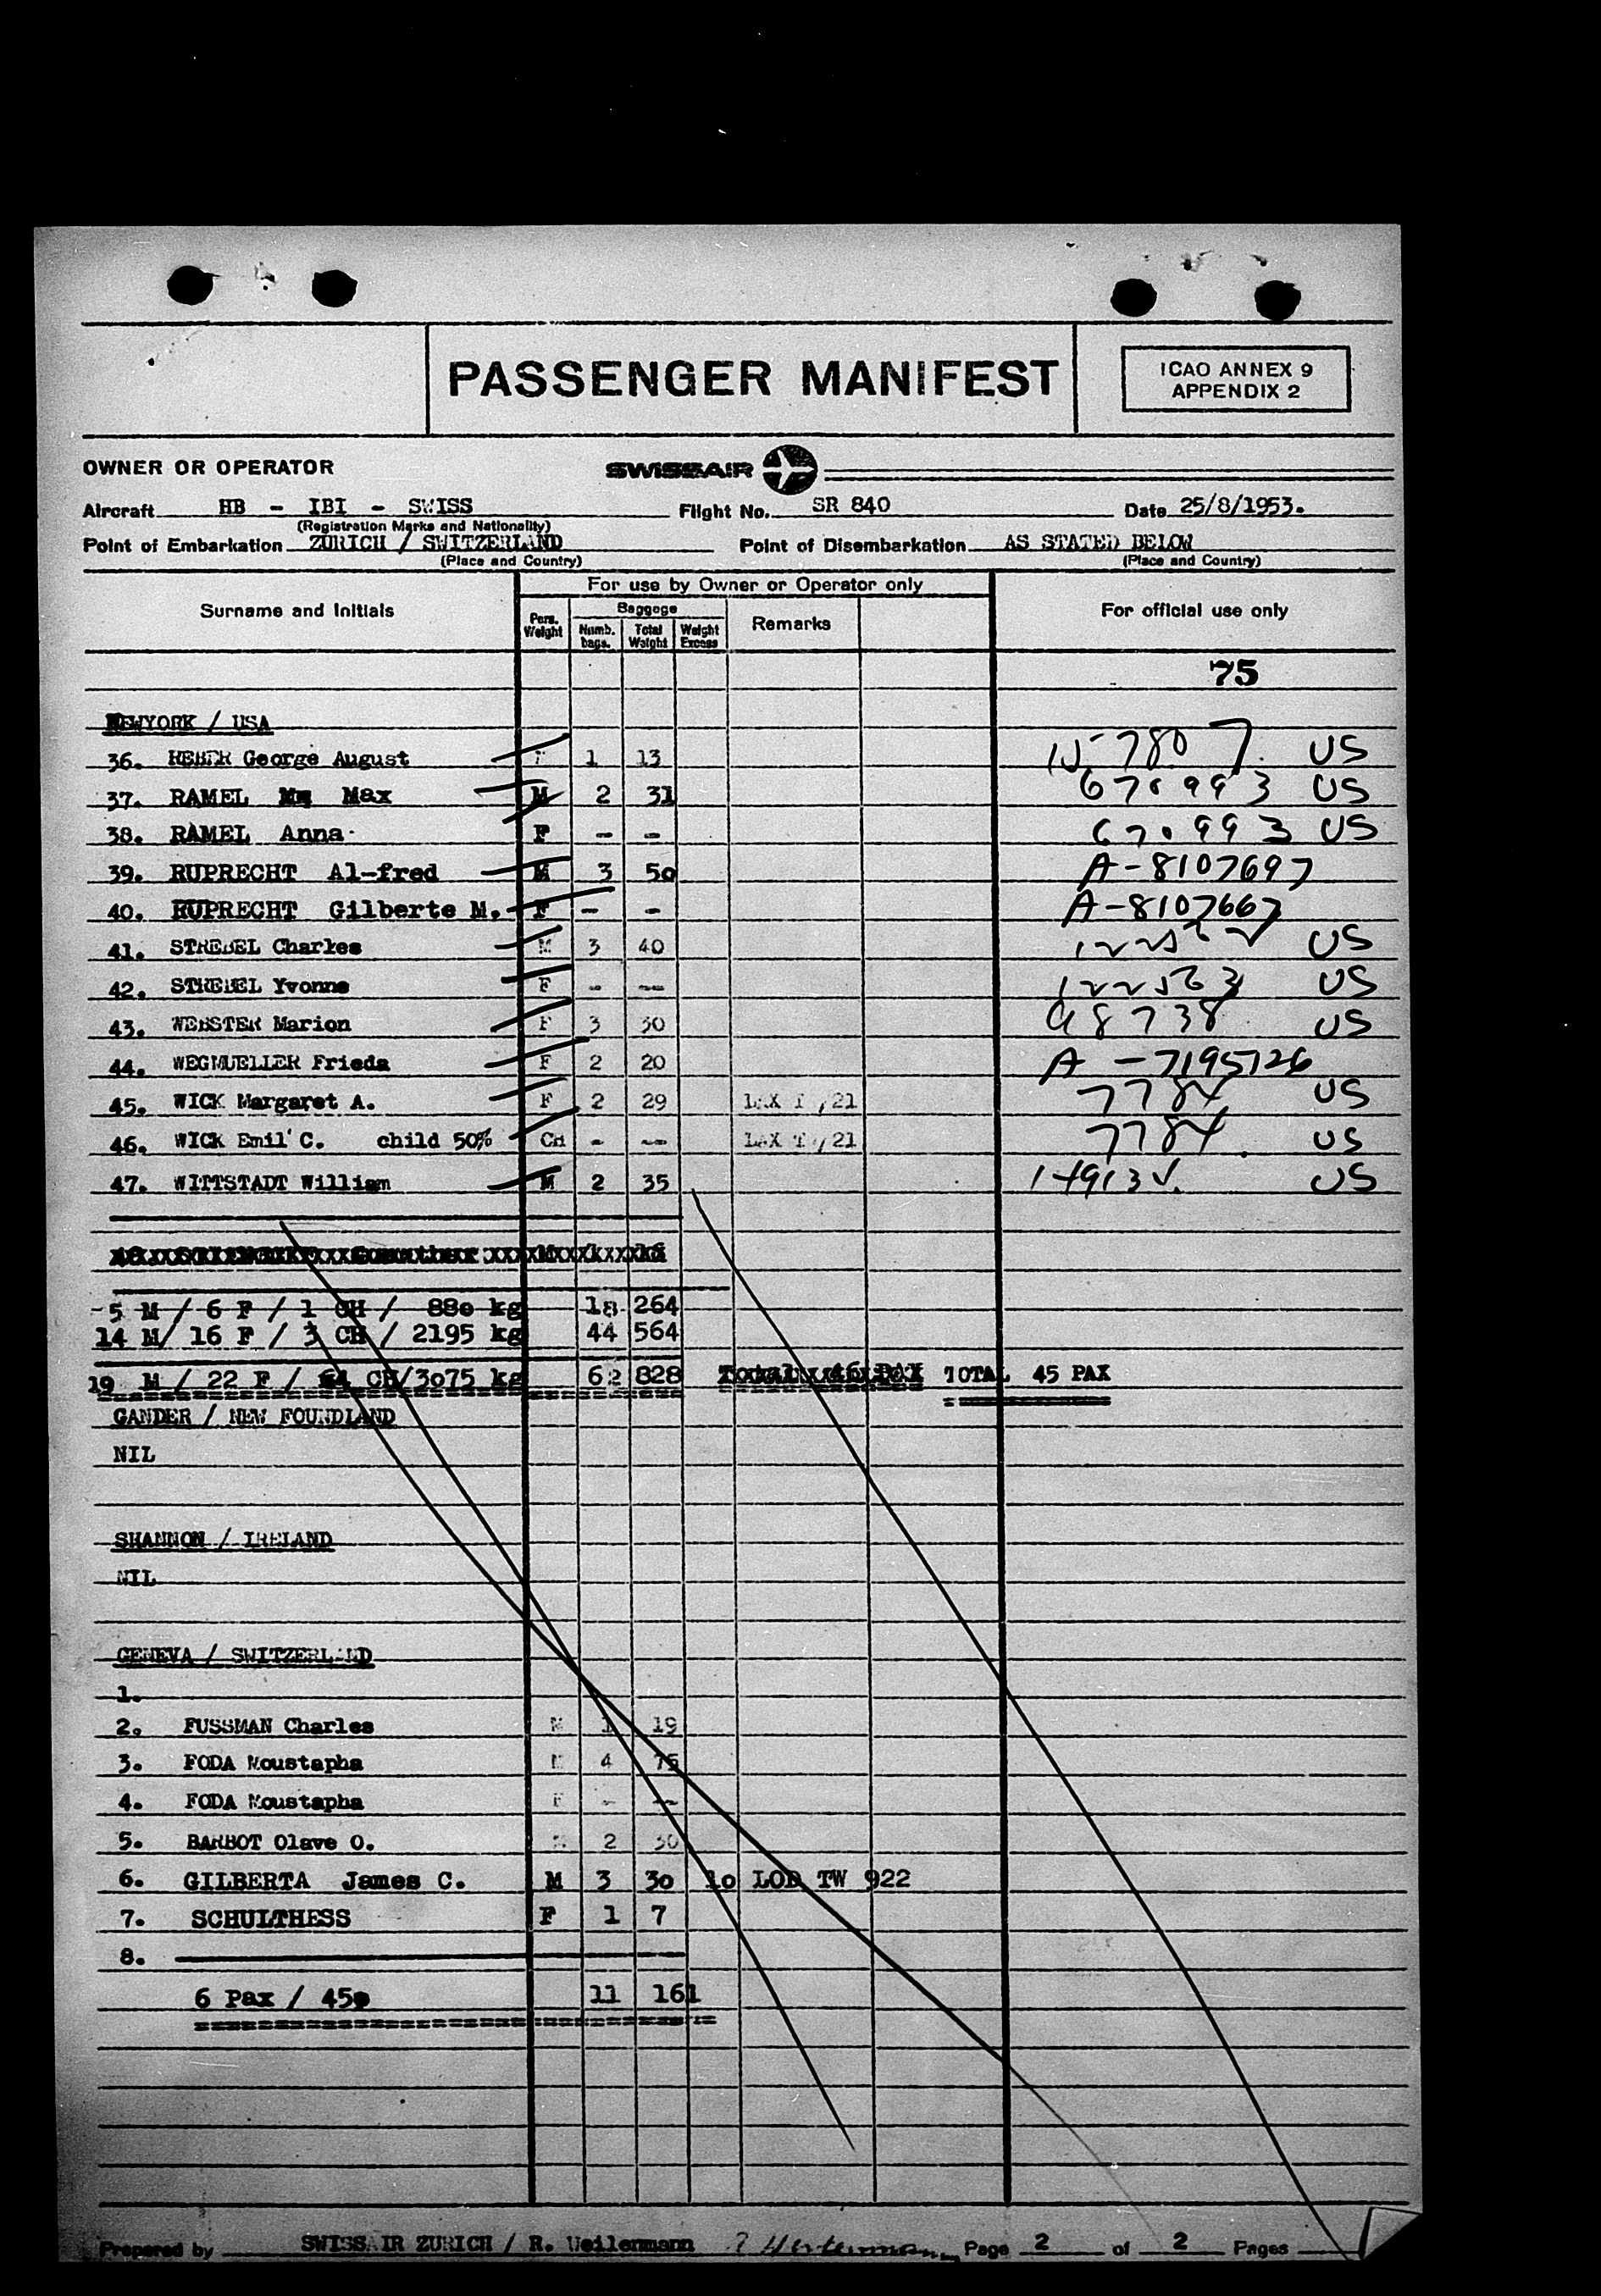 PASSENGER MANIFEST
ICAO ANNEX 9
APPENDIX 2
OWNER OR OPERATOR SWISSAIR
Aircraft HB - IBI - SWISS Flight No. SR 840 Date 25/8/1953.
(Registration Marks and Nationality)
Point of Embarkation ZURICH / SWITZERLAND Point of Disembarkation AS STATED BELOW
(Place and Country) (Place and Country)
For use by Owner or Operator only
Surname and Initials Pers. Weight Baggage Numb. bags. Total Weight Weight Excess Remarks For official use only
75
NEWYORK / USA
36. George August 1 13 US
37. RAMEL Max M 2 31 US
38. RAMEL Anna F - - US
39. RUPRECHT Al-fred M 3 50 A-8107697
40. RUPRECHT Gilberte M. F - - A-8107667
41. STREBEL Charles M 3 40 US
42. STREBEL Yvonne F - -- 122563 US
43. WEBSTER Marion F 3 30 98738 US
44. WEGMUELLER Frieda F 2 20 A -7195126
45. WICK Margaret A. F 2 29 7784 US
46. WICK Emil C. child 50% CH - -- 7784 US
47. WITTSTADT William M 2 35 US
5 M / 6 F / 1 CH / 880 kg 18 264
14 M/ 16 F / 3 CH / 2195 kg 44 564
19 M / 22 F / 4 CH/3075 kg 62 828 Total 46 PAX TOTAL 45 PAX
GANDER / NEW FOUNDLAND
NIL
SHANNON / IRELAND
NIL
GENEVA / SWITZERLAND
1.
2. FUSSMAN Charles M 1 19
3. FODA Moustapha M 4 75
4. FODA Moustapha F - --
5. BARBOT Olave O. M 2 30
6. GILBERTA James C. M 3 30 10 LOD TW 922
7. SCHULTHESS F 1 7
8.
6 Pax / 450 11 161
Prepared by SWISSAIR ZURICH / R. Weilermann Page 2 of 2 Pages